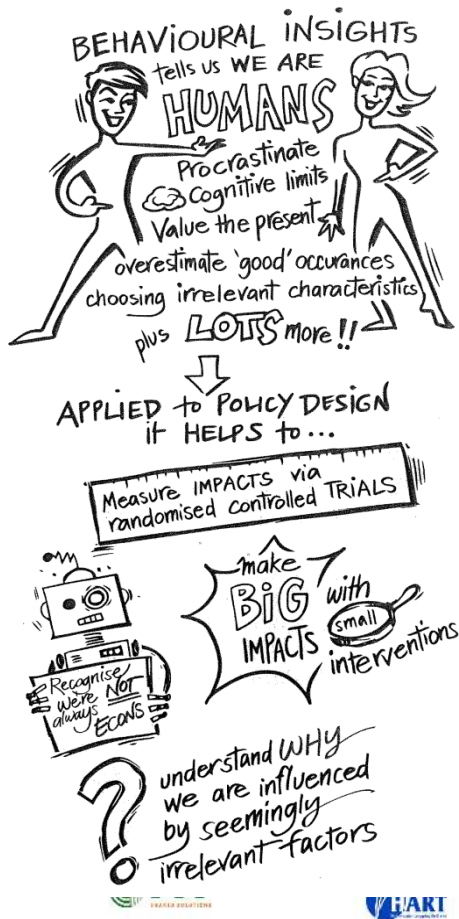 BEHAVIOURAL INSIGHTS
tells us WE ARE
HUMANS
Procrastinate
Cognitive limits
Value the present
overestimate 'good' occurances
choosing irrelevant characteristics
plus LOTS more!!
APPLIED to POLICY DESIGN
it HELPS to...
Measure IMPACTS via
randomised controlled TRIALS
make
BIG
IMPACTS
with
small
interventions
Recognise
we're NOT
always
ECONS
?
understand WHY
we are influenced
by seemingly
irrelevant factors
HART